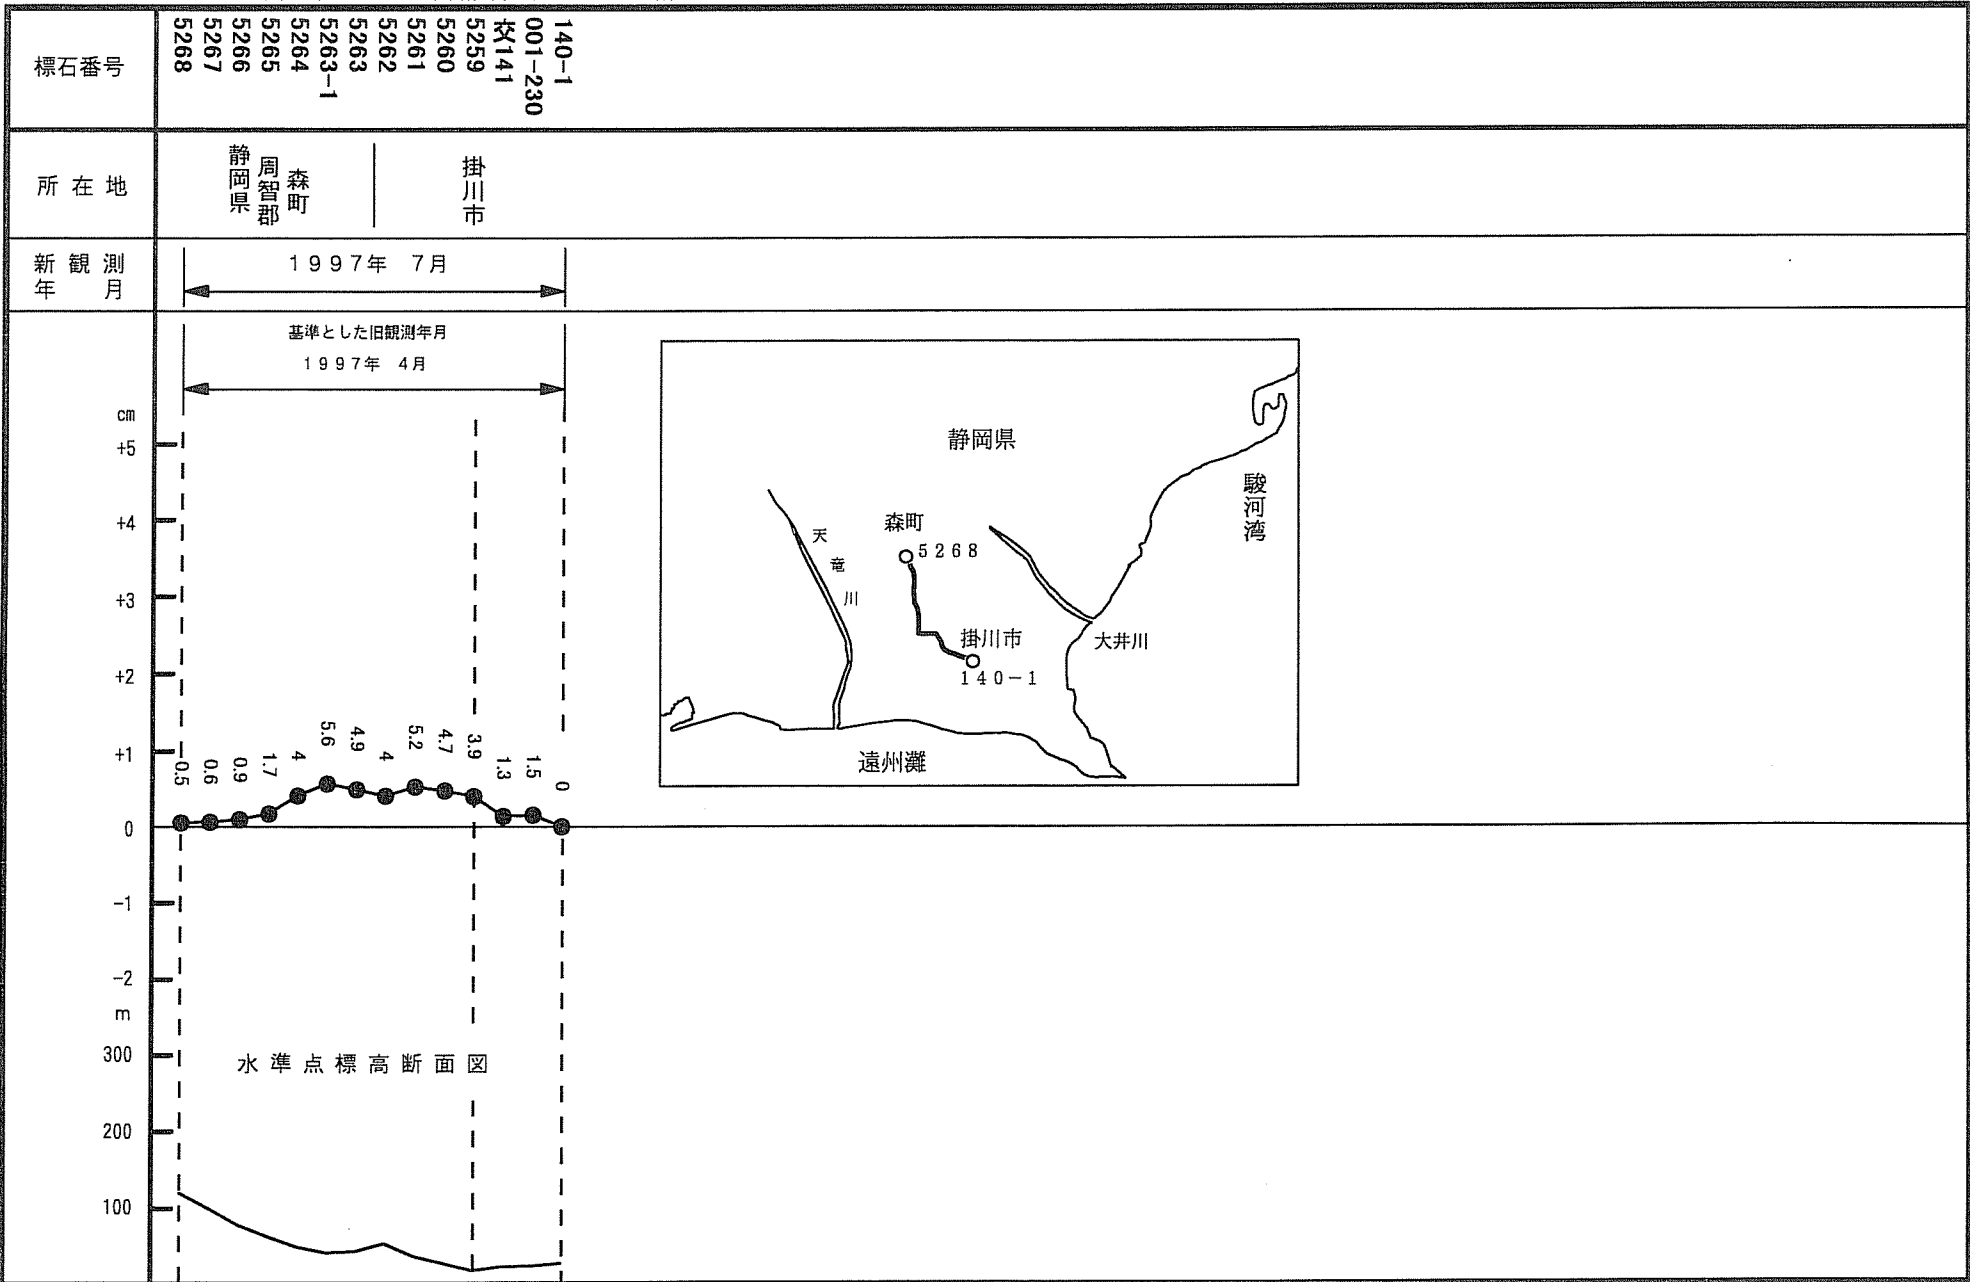 標石番号
5268
5267
5266
5265
5264
5263-1
5263
5262
5261
5260
5259
交141
001-230
140-1
所在地
静岡県
周智郡
森町
掛川市
新観測
年 月
1997年 7月
基準とした旧観測年月
1997年 4月
cm
+5
+4
+3
+2
+1
0
-1
-2
m
300
200
100
0.5
0.6
0.9
1.7
4
5.6
4.9
4
5.2
4.7
3.9
1.3
1.5
0
水準点標高断面図
静岡県
駿河湾
森町
5268
天竜川
掛川市
140-1
大井川
遠州灘